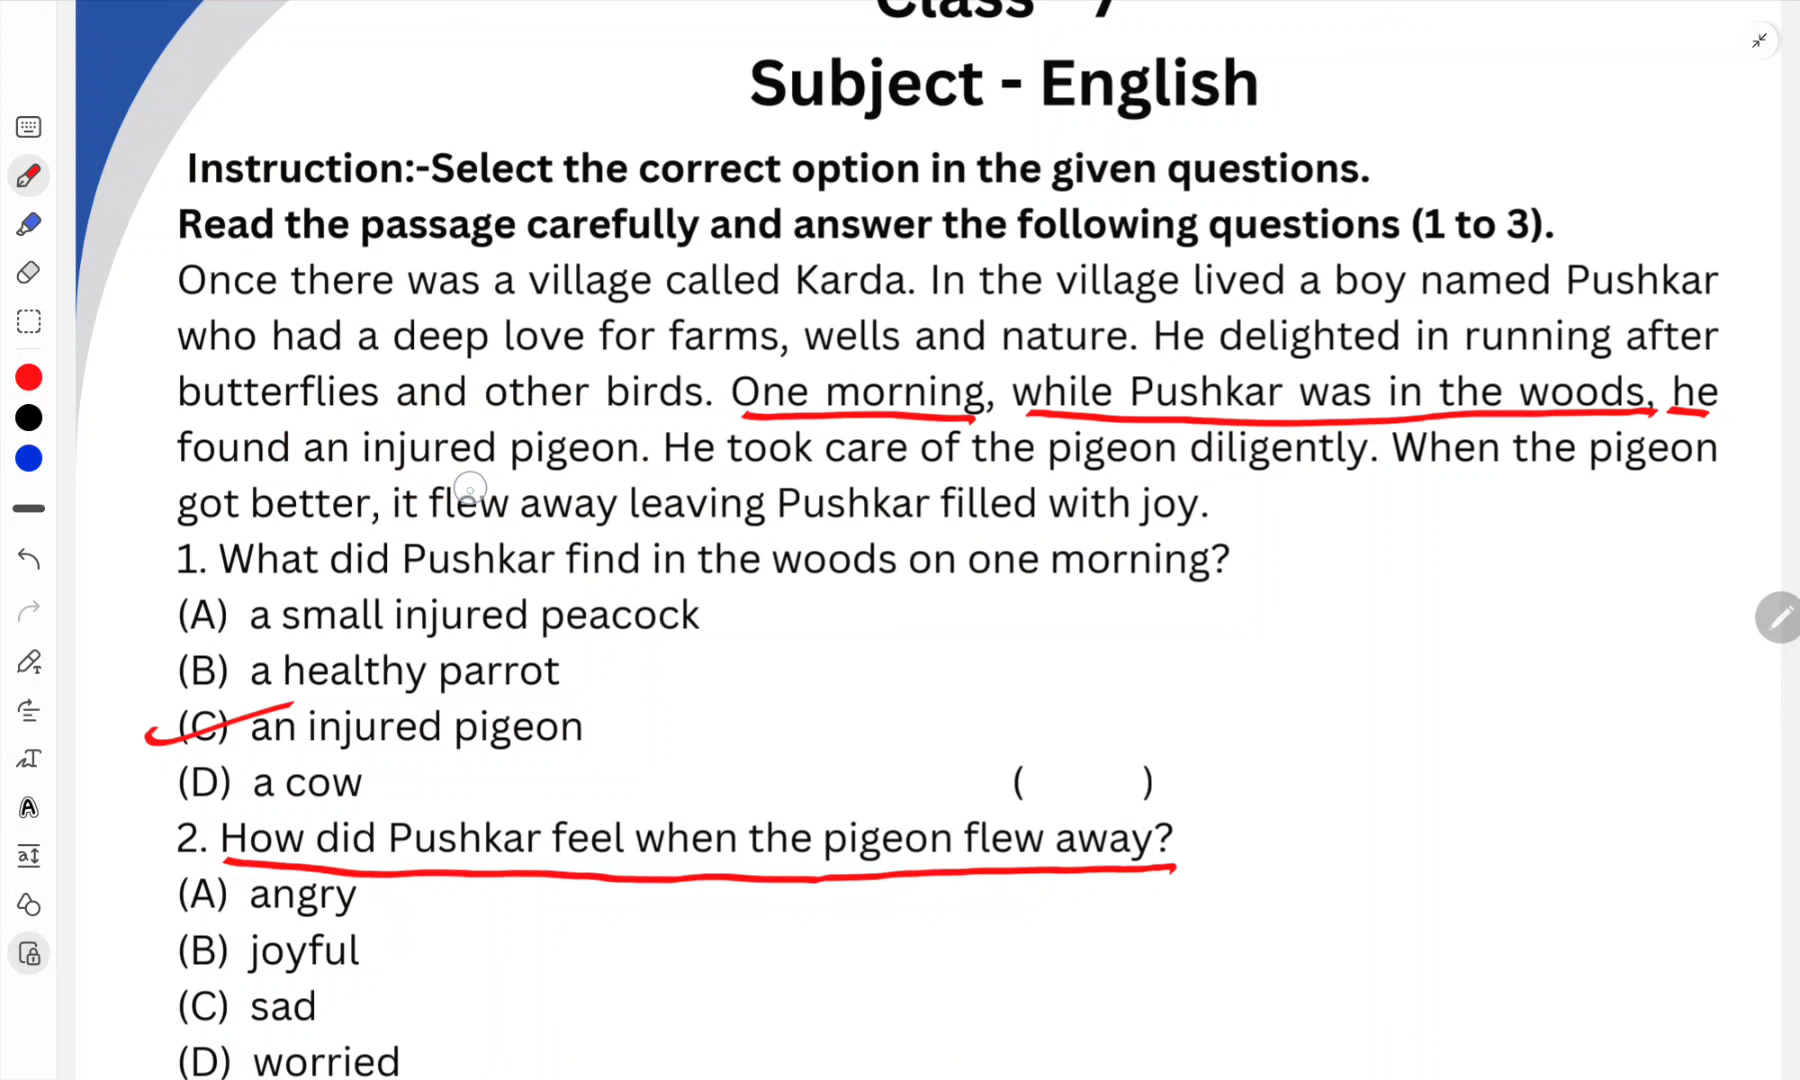 Class - 7
Subject - English
Instruction:-Select the correct option in the given questions.
Read the passage carefully and answer the following questions (1 to 3).
Once there was a village called Karda. In the village lived a boy named Pushkar
who had a deep love for farms, wells and nature. He delighted in running after
butterflies and other birds. One morning, while Pushkar was in the woods, he
found an injured pigeon. He took care of the pigeon diligently. When the pigeon
got better, it flew away leaving Pushkar filled with joy.
1. What did Pushkar find in the woods on one morning?
(A) a small injured peacock
(B) a healthy parrot
(C) an injured pigeon
(D) a cow ( )
2. How did Pushkar feel when the pigeon flew away?
(A) angry
(B) joyful
(C) sad
(D) worried